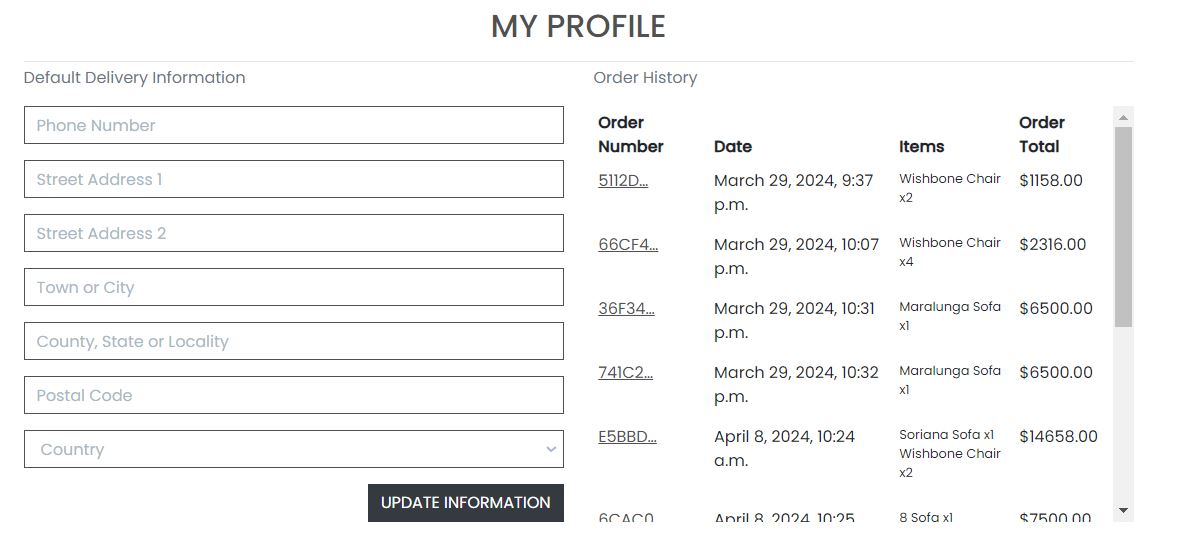 MY PROFILE
Default Delivery Information
Phone Number
Street Address 1
Street Address 2
Town or City
County, State or Locality
Postal Code
Country
UPDATE INFORMATION
Order History
Order Number Date Items Order Total
5112D... March 29, 2024, 9:37 p.m. Wishbone Chair x2 $1158.00
66CF4... March 29, 2024, 10:07 p.m. Wishbone Chair x4 $2316.00
36F34... March 29, 2024, 10:31 p.m. Maralunga Sofa x1 $6500.00
741C2... March 29, 2024, 10:32 p.m. Maralunga Sofa x1 $6500.00
E5BBD... April 8, 2024, 10:24 a.m. Soriana Sofa x1 Wishbone Chair x2 $14658.00
6CAC0 April 8, 2024, 10:25 8 Sofa x1 $7500.00